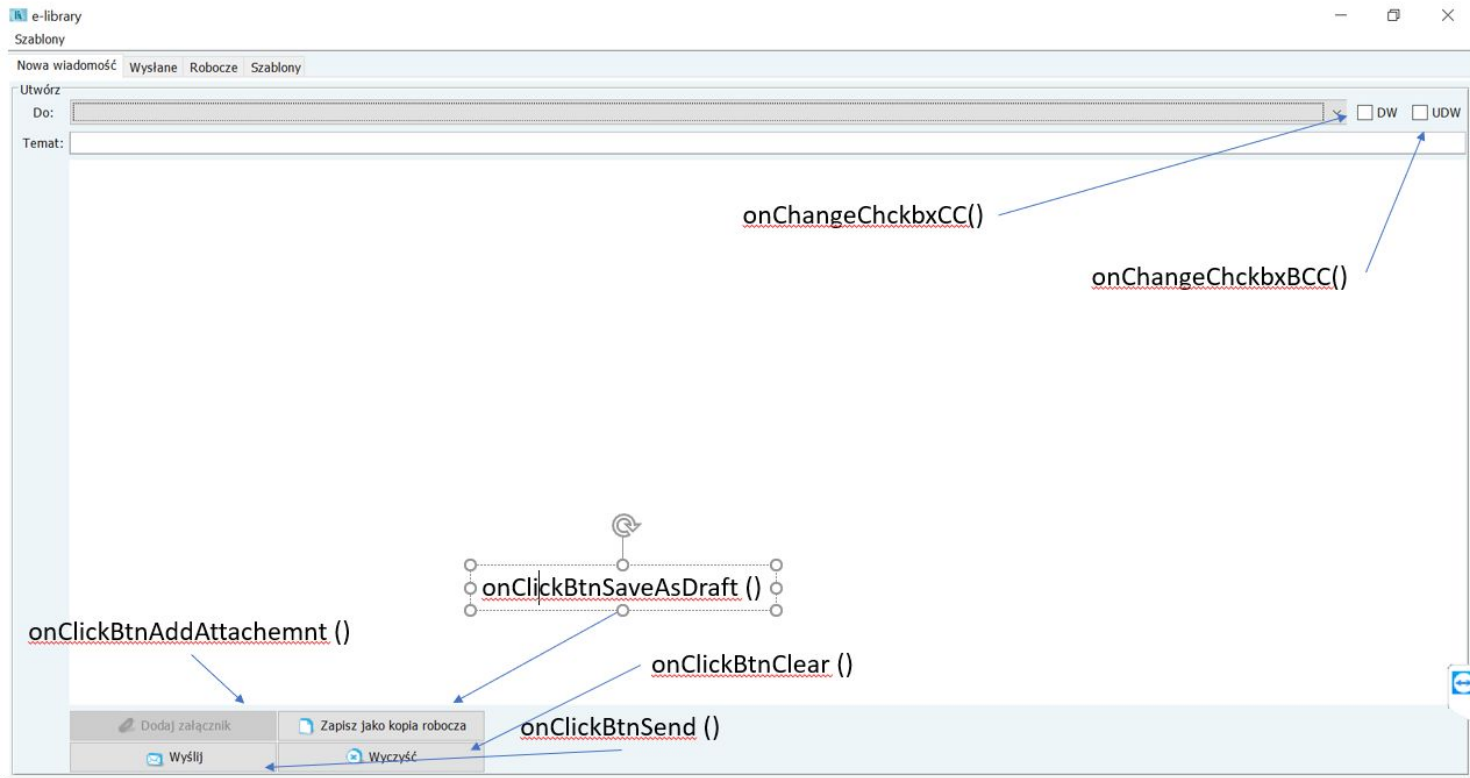 e-library
Szablony
Nowa wiadomość Wysłane Robocze Szablony
Utwórz
Do: DW UDW
Temat:
onChangeChckbxCC()
onChangeChckbxBCC()
onClickBtnSaveAsDraft ()
onClickBtnAddAttachemnt ()
onClickBtnClear ()
Dodaj załącznik Zapisz jako kopia robocza onClickBtnSend ()
Wyślij Wyczyść